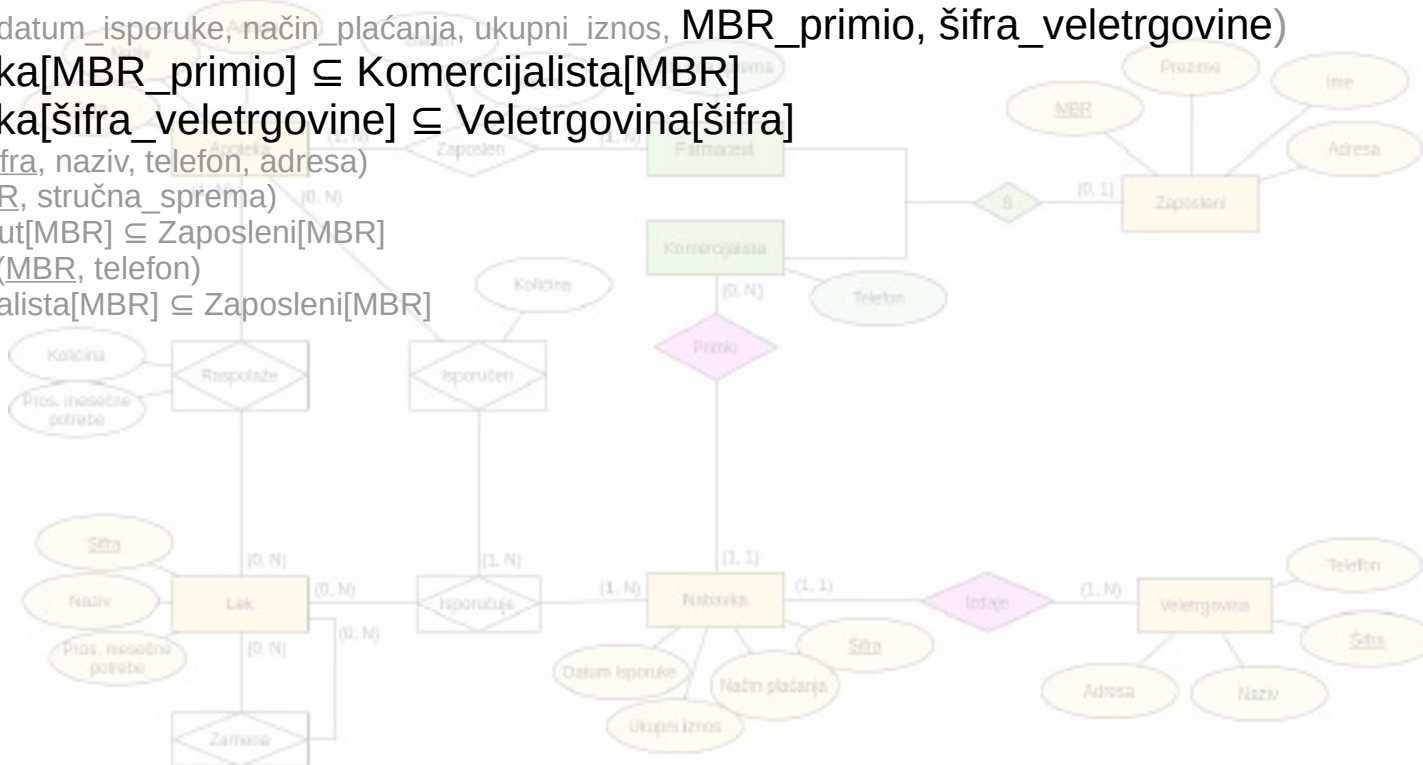 datum_isporuke, način_plaćanja, ukupni_iznos, MBR_primio, šifra_veletrgovine)
ka[MBR_primio] ⊆ Komercijalista[MBR]
ka[šifra_veletrgovine] ⊆ Veletrgovina[šifra]
fra, naziv, telefon, adresa)
R, stručna_sprema)
ut[MBR] ⊆ Zaposleni[MBR]
(MBR, telefon)
alista[MBR] ⊆ Zaposleni[MBR]
Prezime
Ime
MBR
Adresa
Apoteka
Zaposlen
(1, N)
Farmaceut
(0, N)
S
(0, 1)
Zaposleni
Komercijalista
Količina
(0, N)
Telefon
Primio
Količina
Raspolaže
Isporučen
Pros. mesečne
potrebe
Šifra
(0, N)
(1, N)
(1, 1)
Telefon
Naziv
Lek
(0, N)
Isporučuje
(1, N)
Nabavka
(1, 1)
Izdaje
(1, N)
Veletrgovina
(0, N)
Šifra
Šifra
Pros. mesečne
potrebe
(0, N)
Datum isporuke
Način plaćanja
Adresa
Naziv
Ukupni iznos
Zamena